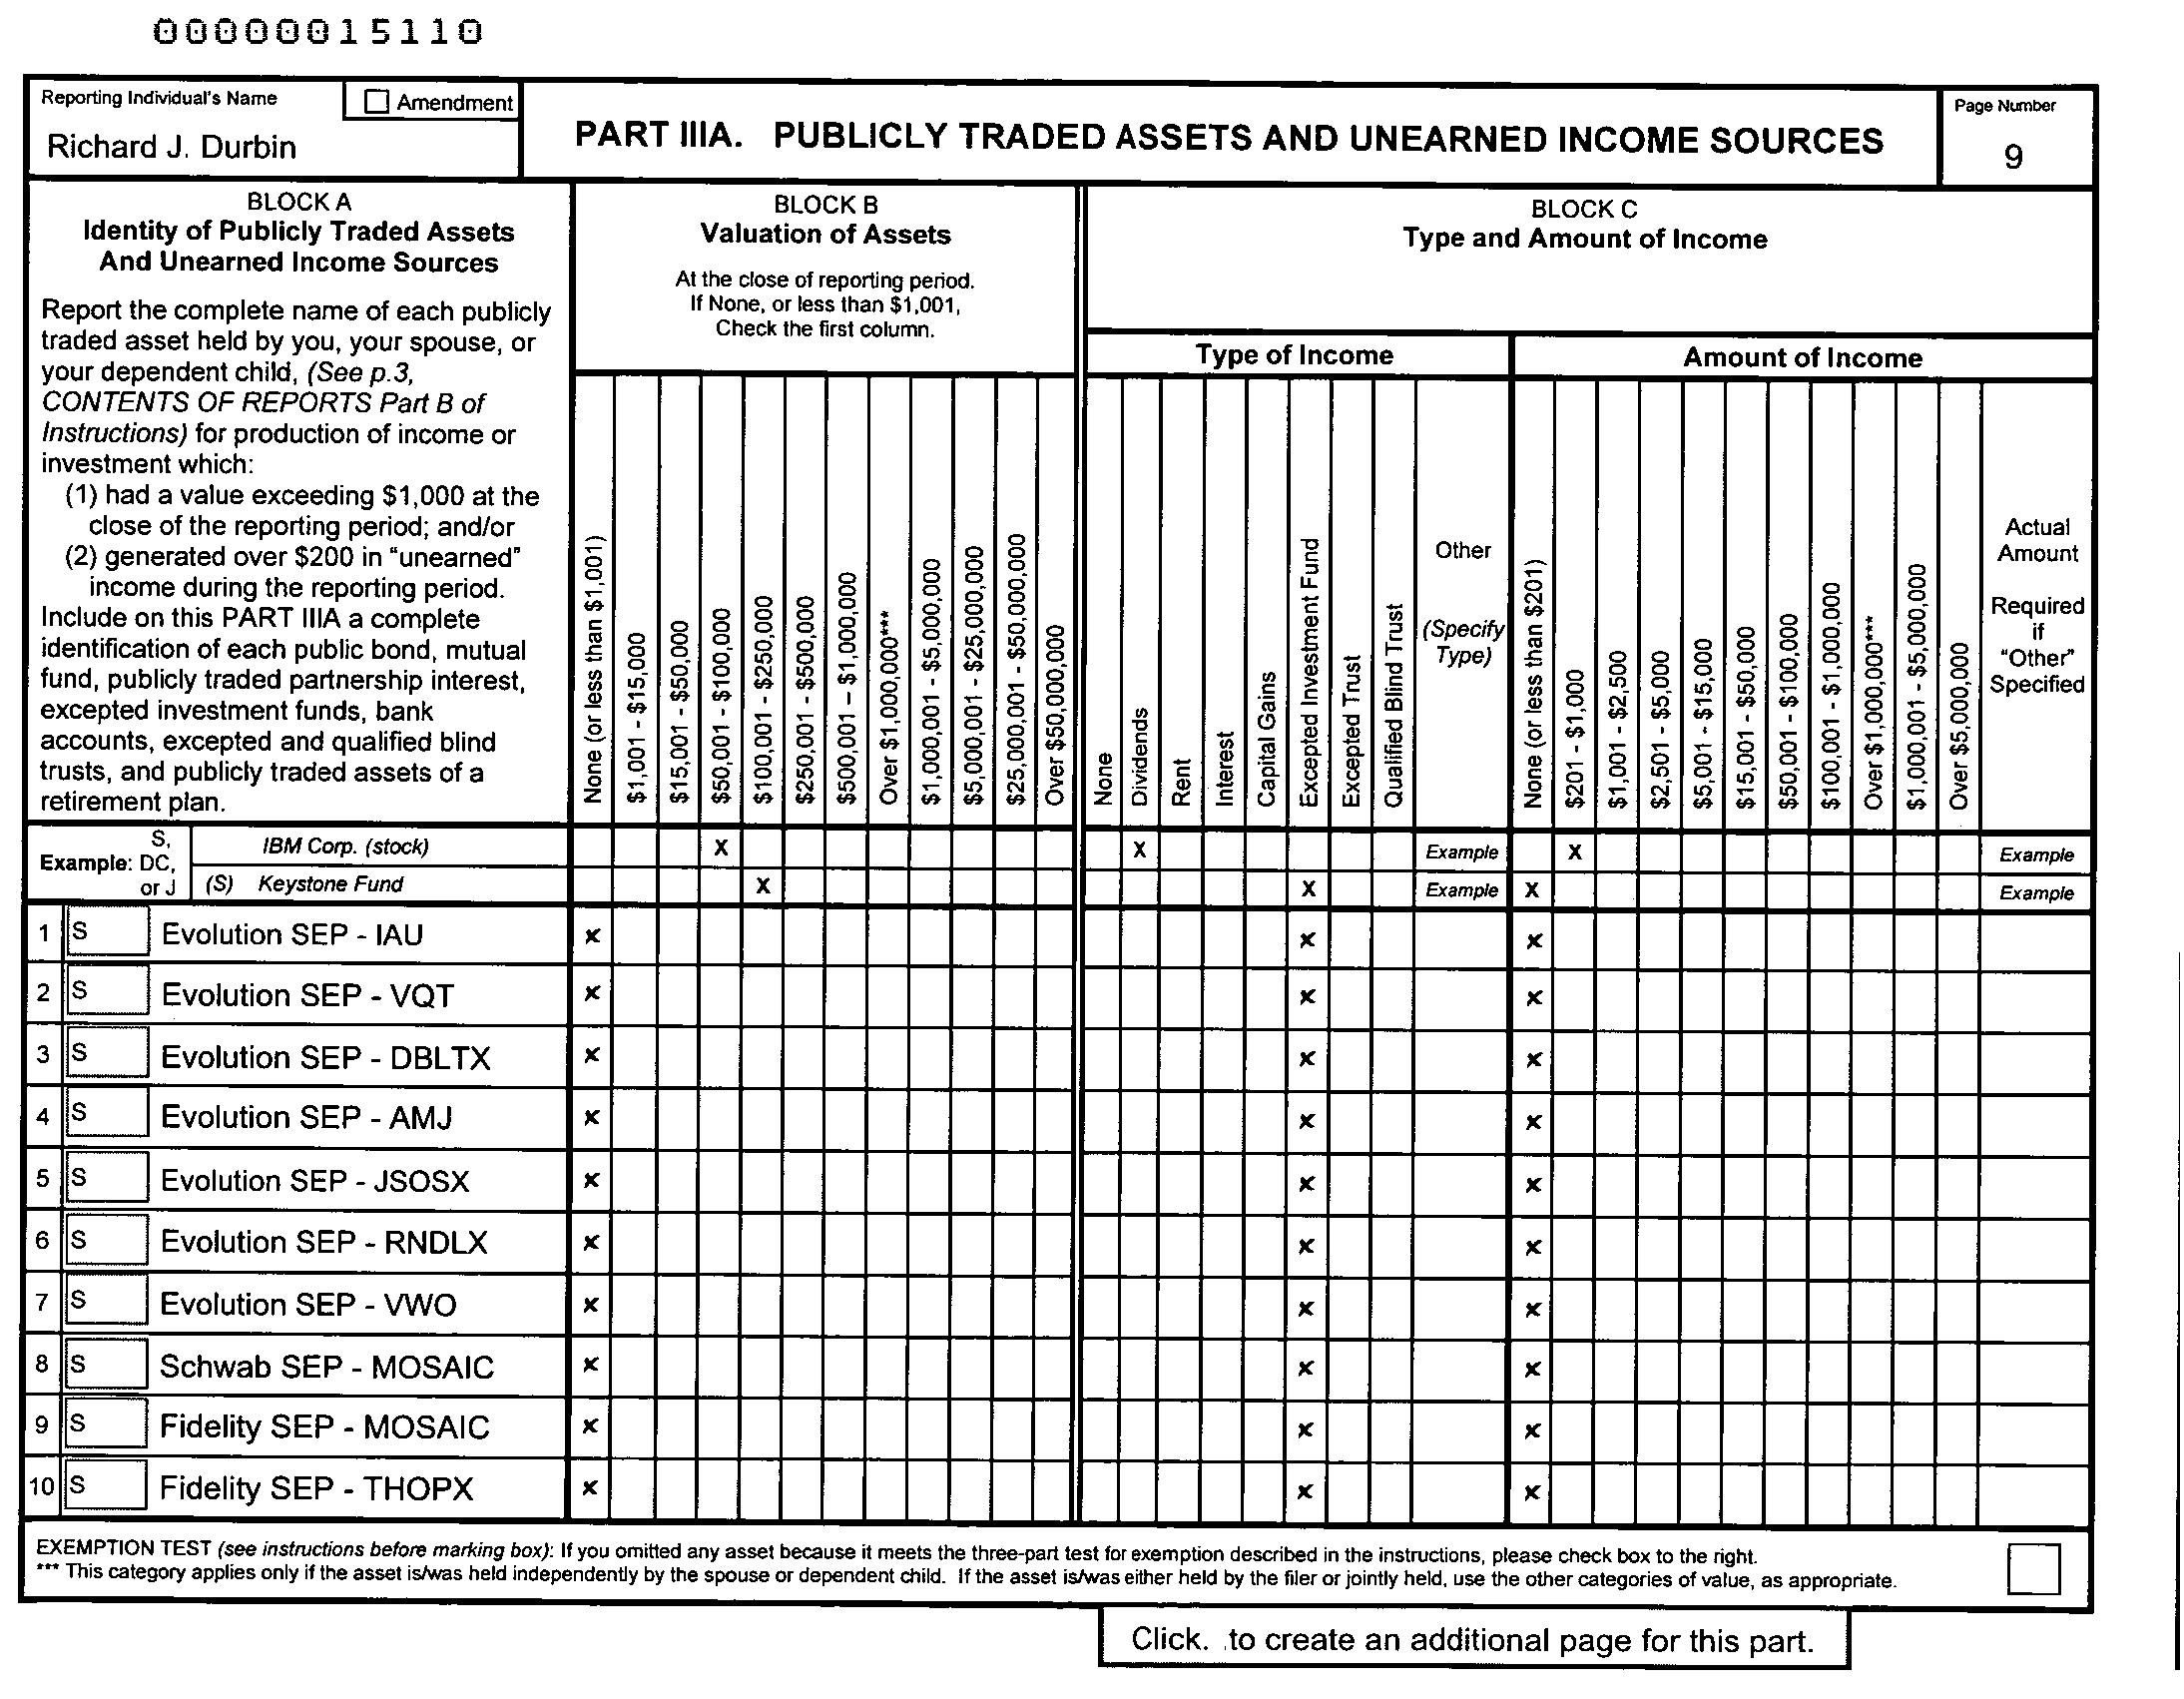 00000015110
Reporting Individual's Name
Amendment
Richard J. Durbin
PART IIIA. PUBLICLY TRADED ASSETS AND UNEARNED INCOME SOURCES
Page Number
9
BLOCK A
Identity of Publicly Traded Assets
And Unearned Income Sources
Report the complete name of each publicly
traded asset held by you, your spouse, or
your dependent child, (See p.3,
CONTENTS OF REPORTS Part B of
Instructions) for production of income or
investment which:
(1) had a value exceeding $1,000 at the
close of the reporting period; and/or
(2) generated over $200 in "unearned"
income during the reporting period.
Include on this PART IIIA a complete
identification of each public bond, mutual
fund, publicly traded partnership interest,
excepted investment funds, bank
accounts, excepted and qualified blind
trusts, and publicly traded assets of a
retirement plan.
BLOCK B
Valuation of Assets
At the close of reporting period.
If None, or less than $1,001,
Check the first column.
None (or less than $1,001)
$1,001 - $15,000
$15,001 - $50,000
$50,001 - $100,000
$100,001 - $250,000
$250,001 - $500,000
$500,001 – $1,000,000
Over $1,000,000***
$1,000,001 - $5,000,000
$5,000,001 - $25,000,000
$25,000,001 - $50,000,000
Over $50,000,000
BLOCK C
Type and Amount of Income
Type of Income
None
Dividends
Rent
Interest
Capital Gains
Excepted Investment Fund
Excepted Trust
Qualified Blind Trust
Other
(Specify
Type)
Amount of Income
None (or less than $201)
$201 - $1,000
$1,001 - $2,500
$2,501 - $5,000
$5,001 - $15,000
$15,001 - $50,000
$50,001 - $100,000
$100,001 - $1,000,000
Over $1,000,000***
$1,000,001 - $5,000,000
Over $5,000,000
Actual
Amount
Required
if
"Other"
Specified
Example: S,
DC,
or J
IBM Corp. (stock) X X Example X Example
(S) Keystone Fund X X Example X Example
1 S Evolution SEP - IAU x x x
2 S Evolution SEP - VQT x x x
3 S Evolution SEP - DBLTX x x x
4 S Evolution SEP - AMJ x x x
5 S Evolution SEP - JSOSX x x x
6 S Evolution SEP - RNDLX x x x
7 S Evolution SEP - VWO x x x
8 S Schwab SEP - MOSAIC x x x
9 S Fidelity SEP - MOSAIC x x x
10 S Fidelity SEP - THOPX x x x
EXEMPTION TEST (see instructions before marking box): If you omitted any asset because it meets the three-part test for exemption described in the instructions, please check box to the right.
*** This category applies only if the asset is/was held independently by the spouse or dependent child. If the asset is/was either held by the filer or jointly held, use the other categories of value, as appropriate.
Click. to create an additional page for this part.